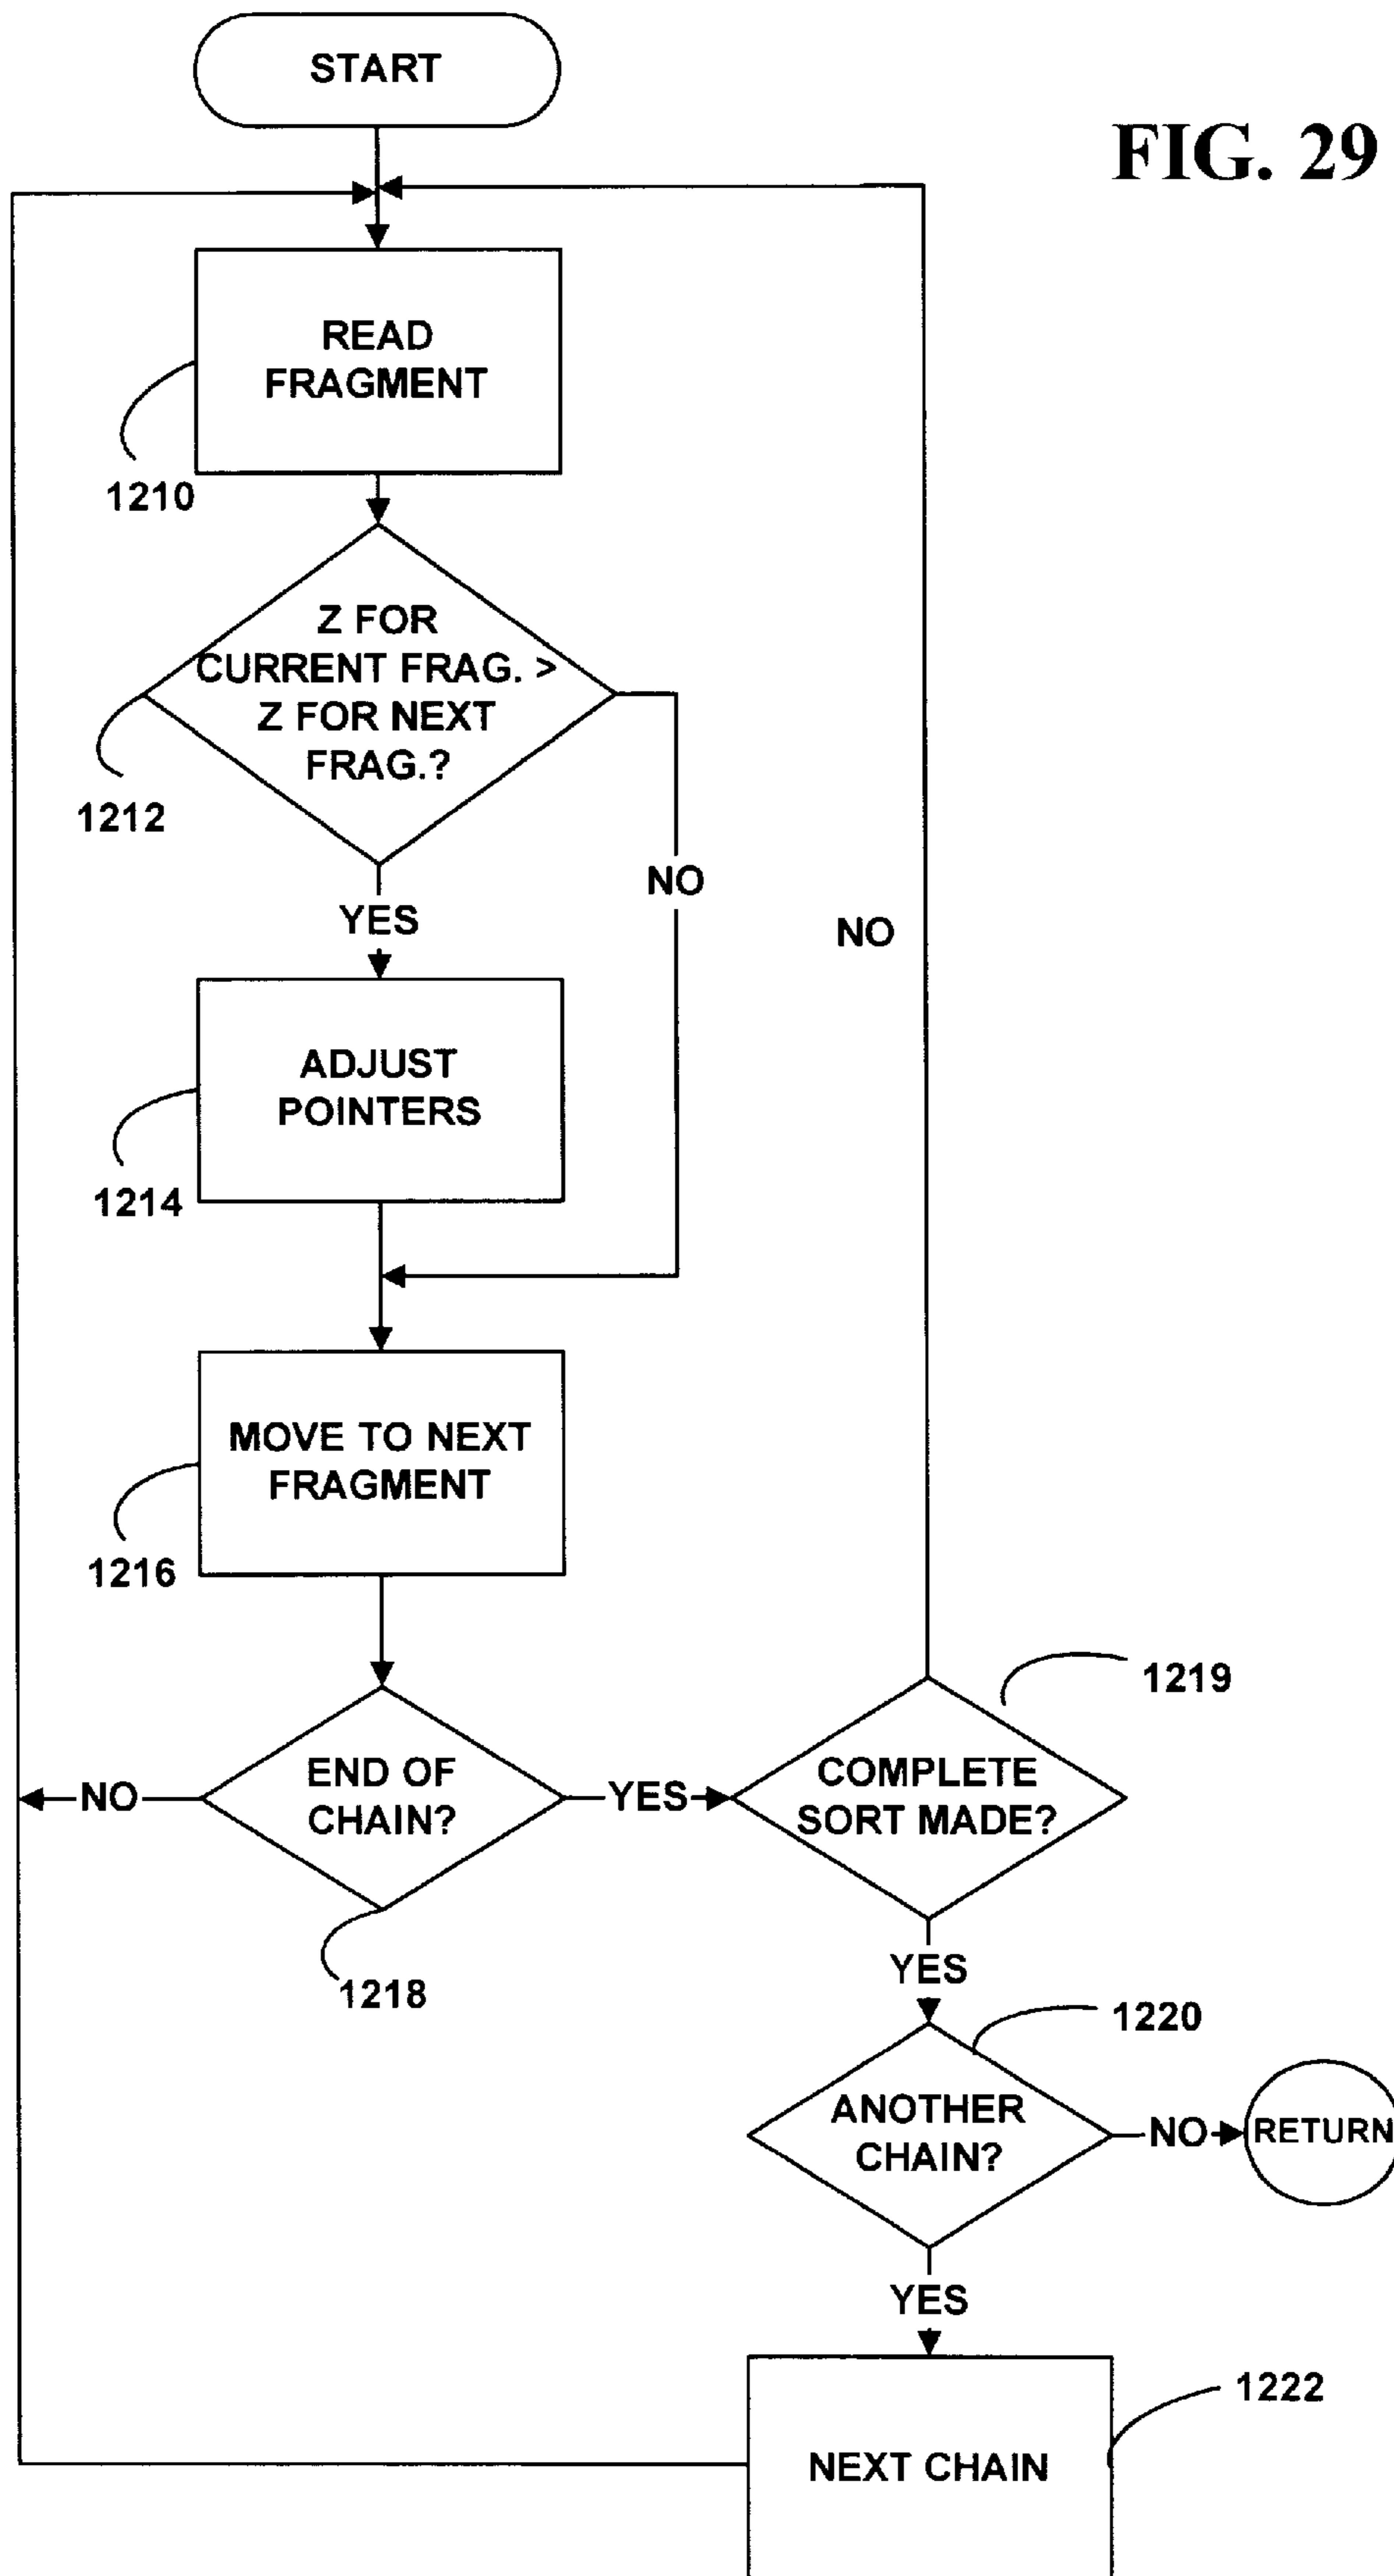 START
FIG. 29
READ
FRAGMENT
1210
Z FOR
CURRENT FRAG. >
Z FOR NEXT
FRAG.?
1212
NO
YES
NO
ADJUST
POINTERS
1214
MOVE TO NEXT
FRAGMENT
1216
1219
END OF
CHAIN?
NO
YES
COMPLETE
SORT MADE?
1218
YES
1220
ANOTHER
CHAIN?
NO
RETURN
YES
1222
NEXT CHAIN